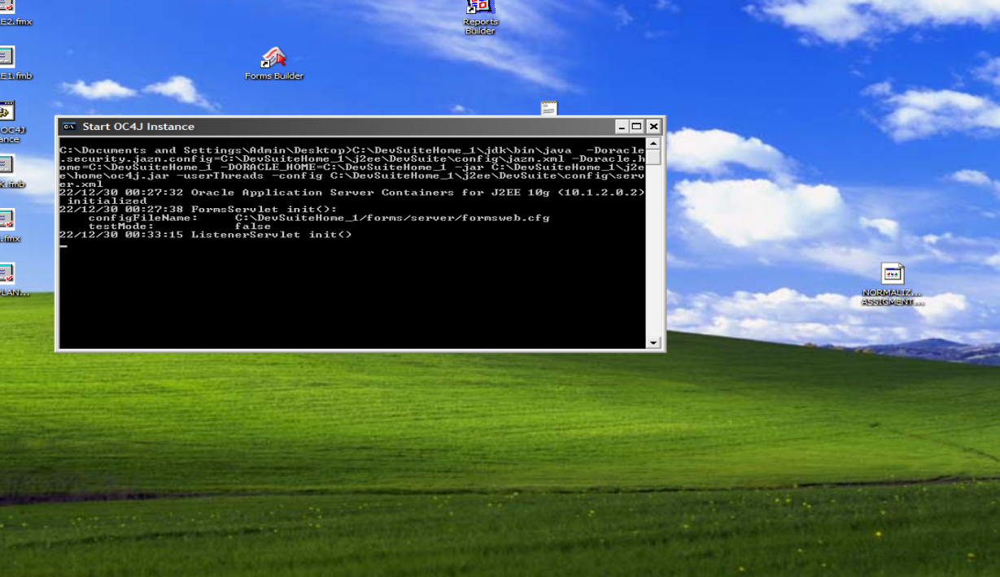 E2.fmx
Reports
Builder
E1.fmb
Forms Builder
OC4J
ance
Start OC4J Instance
C:\Documents and Settings\Admin\Desktop>C:\DevSuiteHome_1\jdk\bin\java  -Doracle
.security.jazn.config=C:\DevSuiteHome_1\j2ee\DevSuite\config\jazn.xml -Doracle.h
ome=C:\DevSuiteHome_1 -DORACLE_HOME=C:\DevSuiteHome_1 -jar C:\DevSuiteHome_1\j2e
e\home\oc4j.jar -userThreads -config C:\DevSuiteHome_1\j2ee\DevSuite\config\serv
er.xml
22/12/30 00:27:32 Oracle Application Server Containers for J2EE 10g (10.1.2.0.2)
 initialized
22/12/30 00:27:38 FormsServlet init():
    configFileName:     C:\DevSuiteHome_1/forms/server/formsweb.cfg
    testMode:           false
22/12/30 00:33:15 ListenerServlet init()
K.fmb
.fmx
PLAN...
NORMALIZ...
ASSIGMENT ...